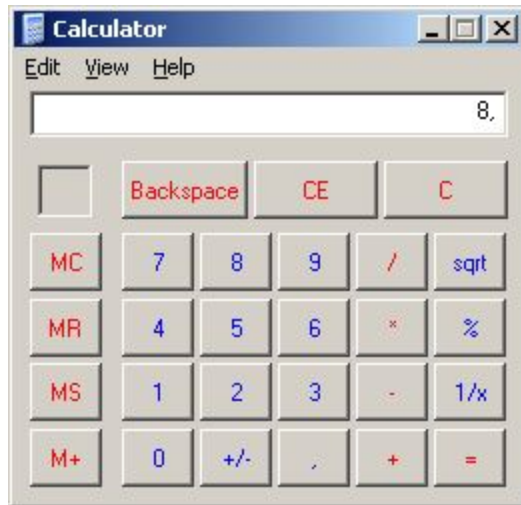 Calculator
Edit View Help
8,
Backspace CE C
MC 7 8 9 / sqrt
MR 4 5 6 * %
MS 1 2 3 - 1/x
M+ 0 +/- , + =